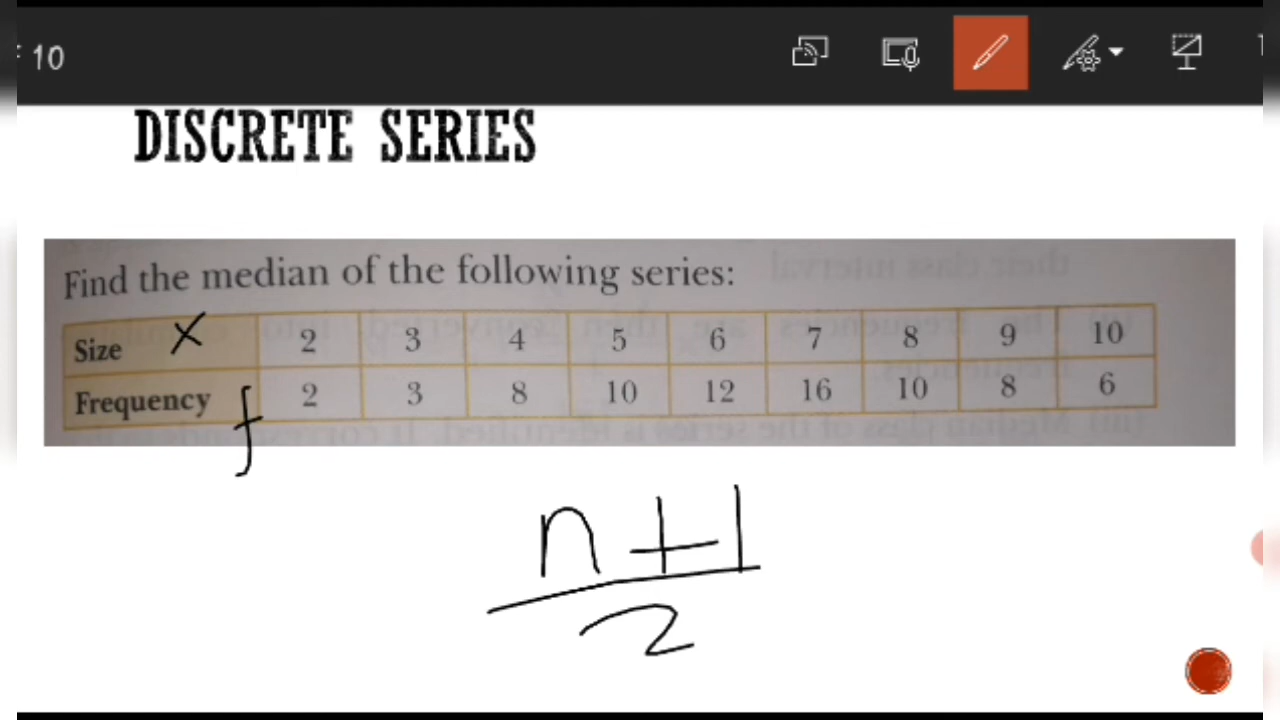 10
DISCRETE SERIES
Find the median of the following series:
Size X 2 3 4 5 6 7 8 9 10
Frequency f 2 3 8 10 12 16 10 8 6
n+1
2